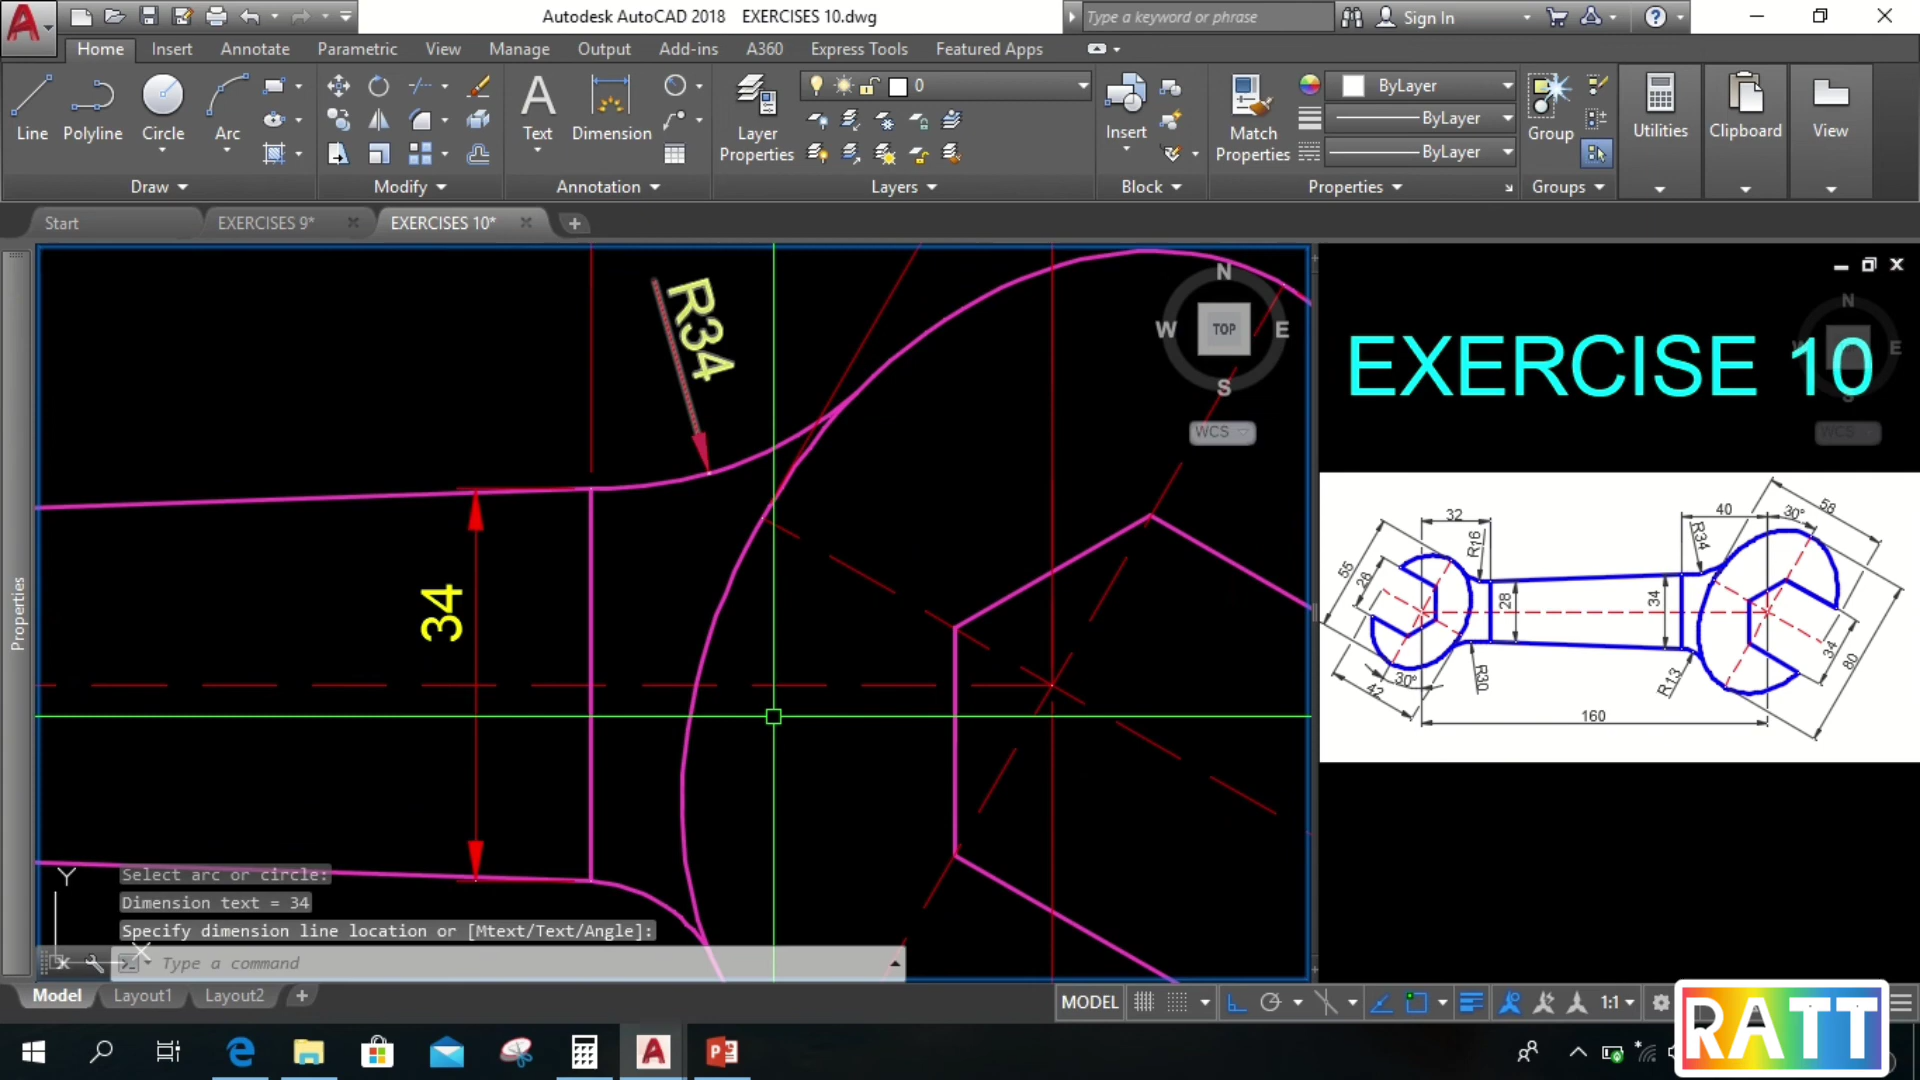 Autodesk AutoCAD 2018 EXERCISES 10.dwg
Type a keyword or phrase
Sign In
Home Insert Annotate Parametric View Manage Output Add-ins A360 Express Tools Featured Apps
Line Polyline Circle Arc
Text Dimension
Layer Properties
0
Insert
Match Properties
ByLayer
ByLayer
ByLayer
Group
Utilities
Clipboard
View
Draw Modify Annotation Layers Block Properties Groups
Start EXERCISES 9* EXERCISES 10*
Properties
R34
34
N
W TOP E
S
WCS
EXERCISE 10
N
E
WCS
32
R16
55
26
28
34
R30
30°
42
160
40
R34
30°
58
R13
34
80
Y
X
Select arc or circle:
Dimension text = 34
Specify dimension line location or [Mtext/Text/Angle]:
Type a command
Model Layout1 Layout2
MODEL
1:1
RATT